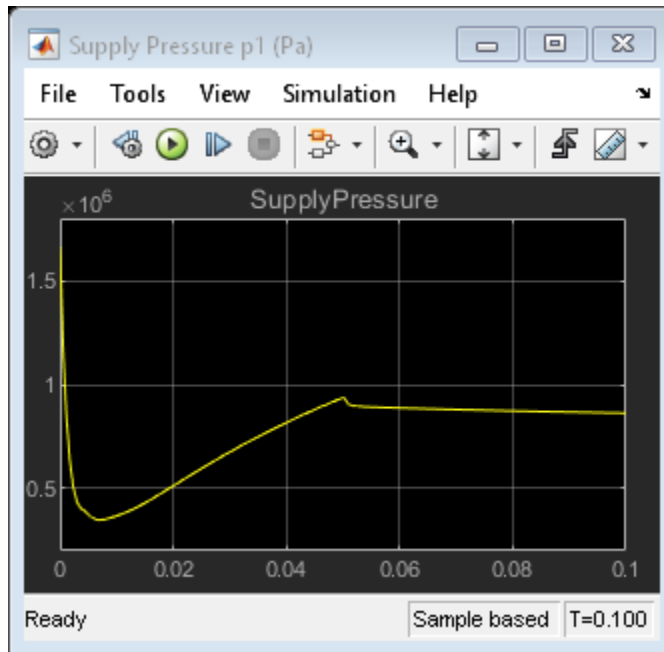 Supply Pressure p1 (Pa)
File Tools View Simulation Help
×10⁶ SupplyPressure
1.5
1
0.5
0 0.02 0.04 0.06 0.08 0.1
Ready Sample based T=0.100